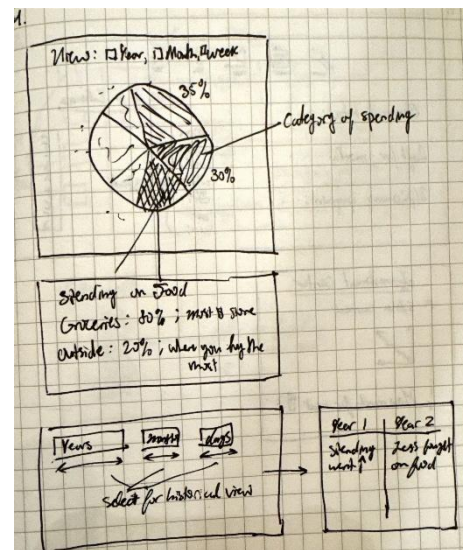 1.
View: Year, Month, week
35%
Category of spending
30%
Spending on Food
Groceries: 80% ; most & store
outside: 20% ; when you buy the
most
Years months days
Select for historical view
Year 1 Year 2
Spending Less
went ↑ on food